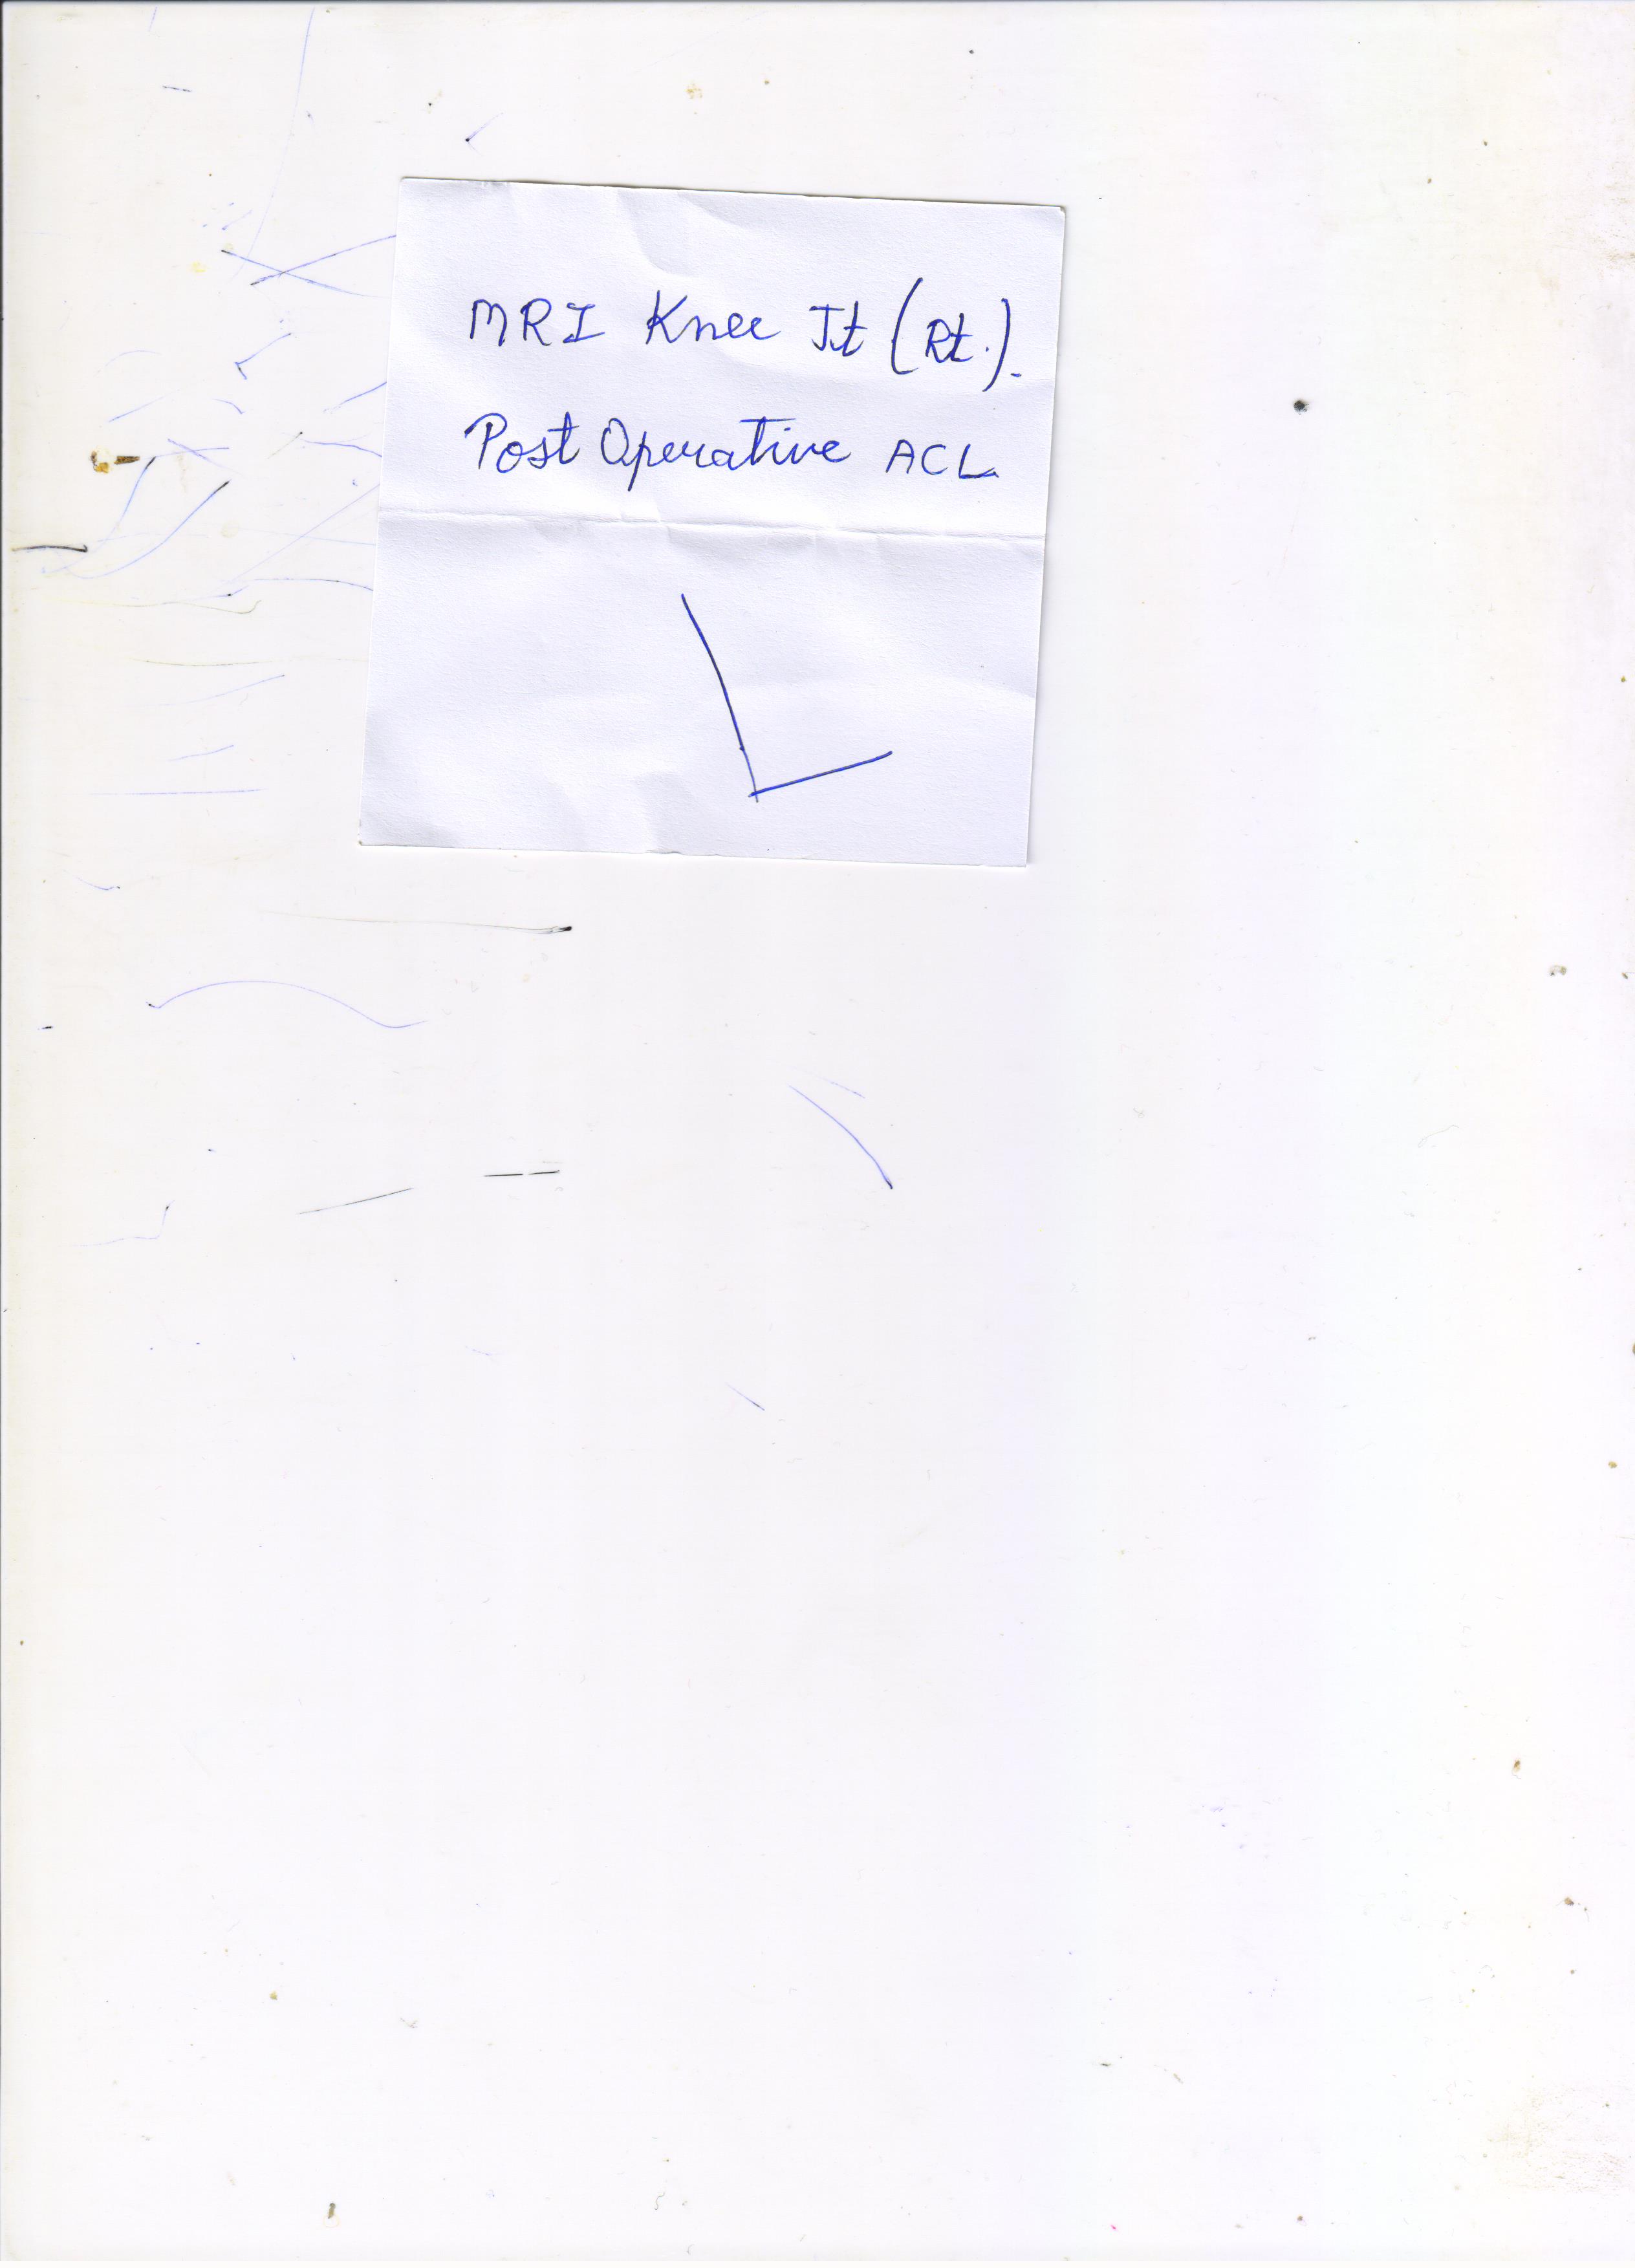 MRI Knee Jt (Rt.).
Post Operative ACL